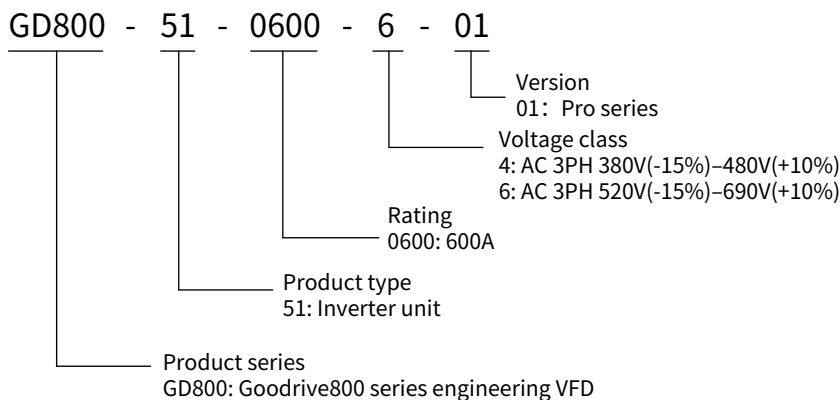 GD800 - 51 - 0600 - 6 - 01
Version
01： Pro series
Voltage class
4: AC 3PH 380V(-15%)–480V(+10%)
6: AC 3PH 520V(-15%)–690V(+10%)
Rating
0600: 600A
Product type
51: Inverter unit
Product series
GD800: Goodrive800 series engineering VFD